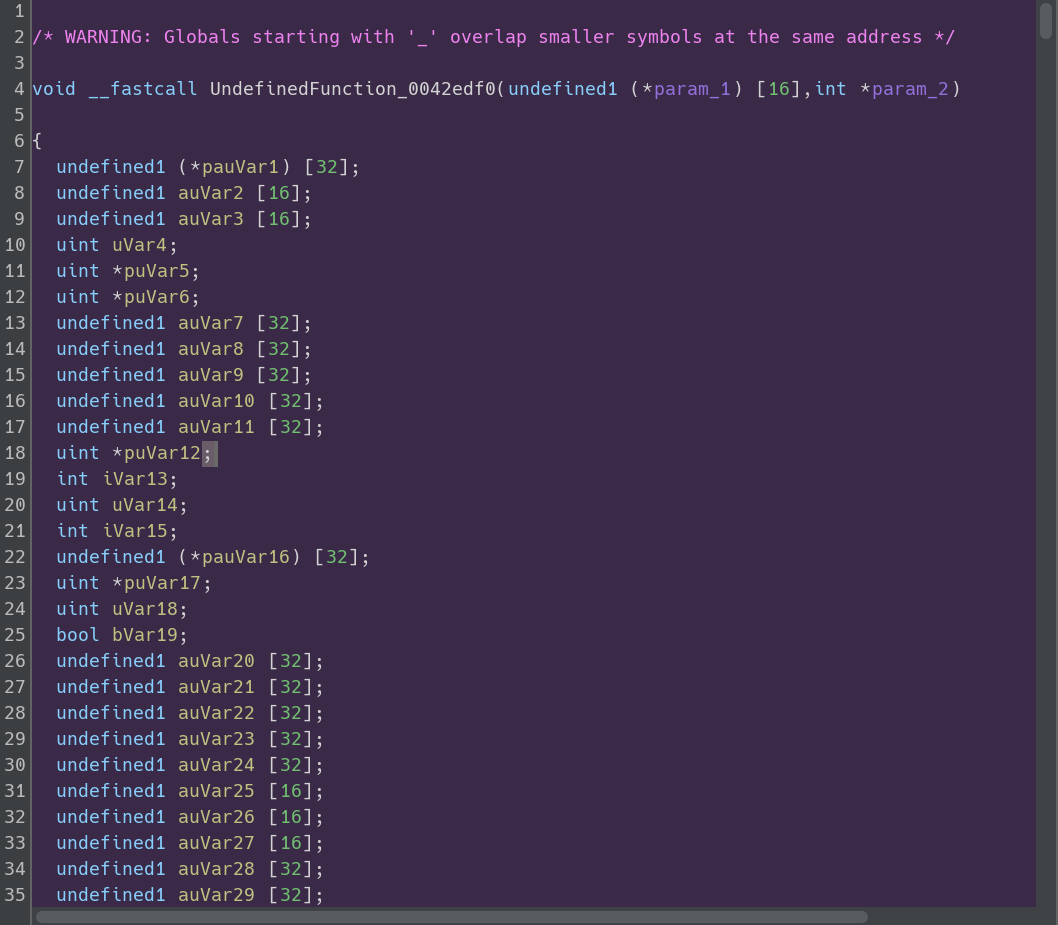 1
2 /* WARNING: Globals starting with '_' overlap smaller symbols at the same address */
3
4 void __fastcall UndefinedFunction_0042edf0(undefined1 (*param_1) [16],int *param_2)
5
6 {
7 undefined1 (*pauVar1) [32];
8 undefined1 auVar2 [16];
9 undefined1 auVar3 [16];
10 uint uVar4;
11 uint *puVar5;
12 uint *puVar6;
13 undefined1 auVar7 [32];
14 undefined1 auVar8 [32];
15 undefined1 auVar9 [32];
16 undefined1 auVar10 [32];
17 undefined1 auVar11 [32];
18 uint *puVar12;
19 int iVar13;
20 uint uVar14;
21 int iVar15;
22 undefined1 (*pauVar16) [32];
23 uint *puVar17;
24 uint uVar18;
25 bool bVar19;
26 undefined1 auVar20 [32];
27 undefined1 auVar21 [32];
28 undefined1 auVar22 [32];
29 undefined1 auVar23 [32];
30 undefined1 auVar24 [32];
31 undefined1 auVar25 [16];
32 undefined1 auVar26 [16];
33 undefined1 auVar27 [16];
34 undefined1 auVar28 [32];
35 undefined1 auVar29 [32];